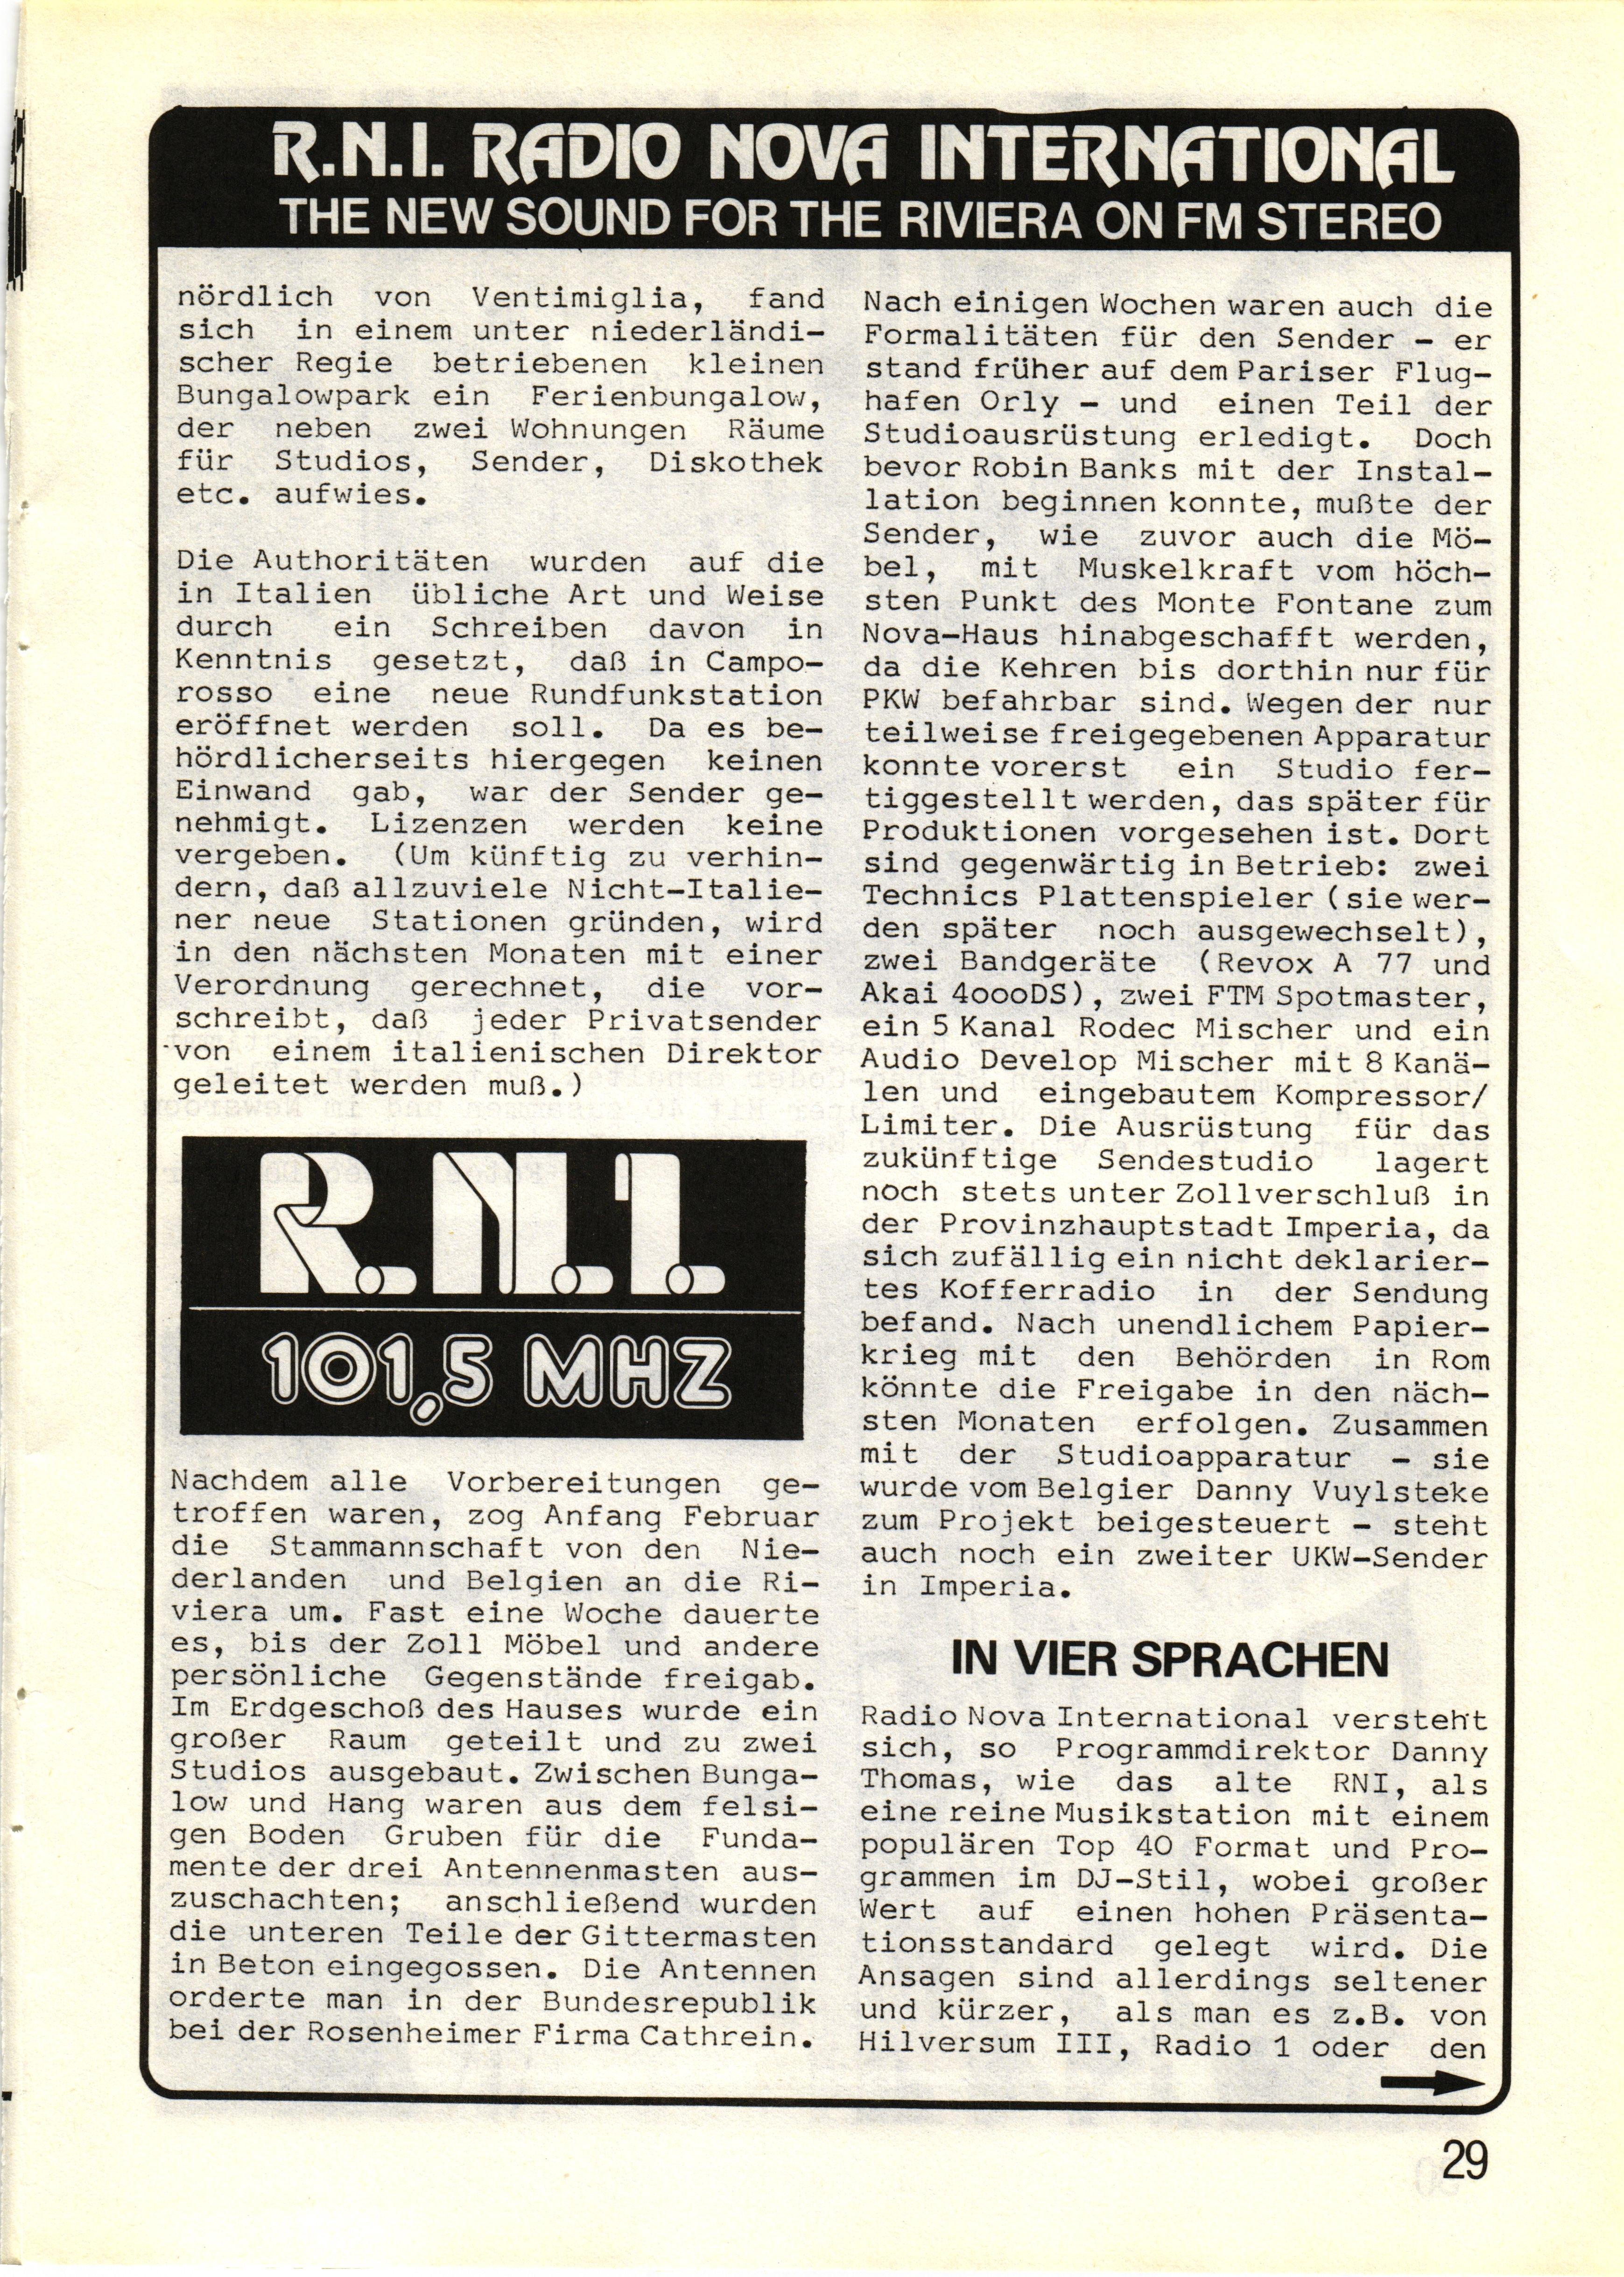 R.N.I. RADIO NOVA INTERNATIONAL
THE NEW SOUND FOR THE RIVIERA ON FM STEREO
nördlich von Ventimiglia, fand
sich in einem unter niederländi-
scher Regie betriebenen kleinen
Bungalowpark ein Ferienbungalow,
der neben zwei Wohnungen Räume
für Studios, Sender, Diskothek
etc. aufwies.
Die Authoritäten wurden auf die
in Italien übliche Art und Weise
durch ein Schreiben davon in
Kenntnis gesetzt, daß in Campo-
rosso eine neue Rundfunkstation
eröffnet werden soll. Da es be-
hördlicherseits hiergegen keinen
Einwand gab, war der Sender ge-
nehmigt. Lizenzen werden keine
vergeben. (Um künftig zu verhin-
dern, daß allzuviele Nicht-Italie-
ner neue Stationen gründen, wird
in den nächsten Monaten mit einer
Verordnung gerechnet, die vor-
schreibt, daß jeder Privatsender
von einem italienischen Direktor
geleitet werden muß.)
R.N.I.
101,5 MHZ
Nachdem alle Vorbereitungen ge-
troffen waren, zog Anfang Februar
die Stammannschaft von den Nie-
derlanden und Belgien an die Ri-
viera um. Fast eine Woche dauerte
es, bis der Zoll Möbel und andere
persönliche Gegenstände freigab.
Im Erdgeschoß des Hauses wurde ein
großer Raum geteilt und zu zwei
Studios ausgebaut. Zwischen Bunga-
low und Hang waren aus dem felsi-
gen Boden Gruben für die Funda-
mente der drei Antennenmasten aus-
zuschachten; anschließend wurden
die unteren Teile der Gittermasten
in Beton eingegossen. Die Antennen
orderte man in der Bundesrepublik
bei der Rosenheimer Firma Cathrein.
Nach einigen Wochen waren auch die
Formalitäten für den Sender - er
stand früher auf dem Pariser Flug-
hafen Orly - und einen Teil der
Studioausrüstung erledigt. Doch
bevor Robin Banks mit der Instal-
lation beginnen konnte, mußte der
Sender, wie zuvor auch die Mö-
bel, mit Muskelkraft vom höch-
sten Punkt des Monte Fontane zum
Nova-Haus hinabgeschafft werden,
da die Kehren bis dorthin nur für
PKW befahrbar sind. Wegen der nur
teilweise freigegebenen Apparatur
konnte vorerst ein Studio fer-
tiggestellt werden, das später für
Produktionen vorgesehen ist. Dort
sind gegenwärtig in Betrieb: zwei
Technics Plattenspieler (sie wer-
den später noch ausgewechselt),
zwei Bandgeräte (Revox A 77 und
Akai 4oooDS), zwei FTM Spotmaster,
ein 5 Kanal Rodec Mischer und ein
Audio Develop Mischer mit 8 Kanä-
len und eingebautem Kompressor/
Limiter. Die Ausrüstung für das
zukünftige Sendestudio lagert
noch stets unter Zollverschluß in
der Provinzhauptstadt Imperia, da
sich zufällig ein nicht deklarier-
tes Kofferradio in der Sendung
befand. Nach unendlichem Papier-
krieg mit den Behörden in Rom
könnte die Freigabe in den näch-
sten Monaten erfolgen. Zusammen
mit der Studioapparatur - sie
wurde vom Belgier Danny Vuylsteke
zum Projekt beigesteuert - steht
auch noch ein zweiter UKW-Sender
in Imperia.
IN VIER SPRACHEN
Radio Nova International versteht
sich, so Programmdirektor Danny
Thomas, wie das alte RNI, als
eine reine Musikstation mit einem
populären Top 40 Format und Pro-
grammen im DJ-Stil, wobei großer
Wert auf einen hohen Präsenta-
tionsstandard gelegt wird. Die
Ansagen sind allerdings seltener
und kürzer, als man es z.B. von
Hilversum III, Radio 1 oder den
29